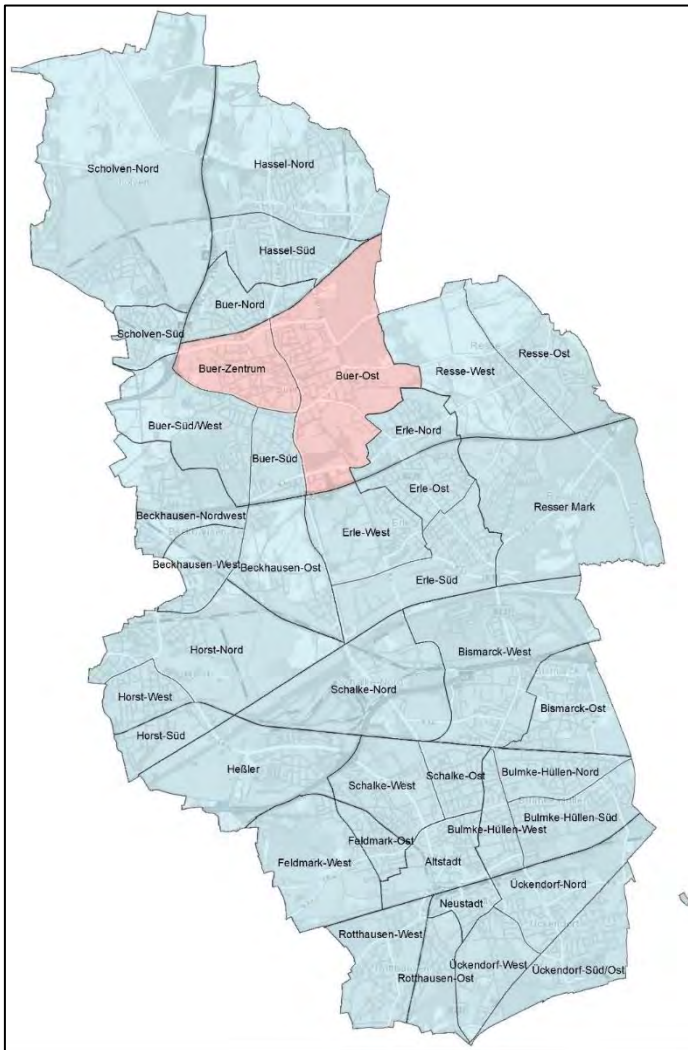 Scholven-Nord
Hassel-Nord
Hassel-Süd
Buer-Nord
Scholven-Süd
Buer-Zentrum
Buer-Ost
Resse-West
Resse-Ost
Buer-Süd/West
Buer-Süd
Erle-Nord
Erle-Ost
Resser Mark
Beckhausen-Nordwest
Erle-West
Beckhausen-West
Beckhausen-Ost
Erle-Süd
Horst-Nord
Bismarck-West
Schalke-Nord
Horst-West
Bismarck-Ost
Horst-Süd
Heßler
Schalke-West
Schalke-Ost
Bulmke-Hüllen-Nord
Bulmke-Hüllen-Süd
Bulmke-Hüllen-West
Feldmark-Ost
Feldmark-West
Altstadt
Ückendorf-Nord
Neustadt
Rotthausen-West
Ückendorf-West
Ückendorf-Süd/Ost
Rotthausen-Ost